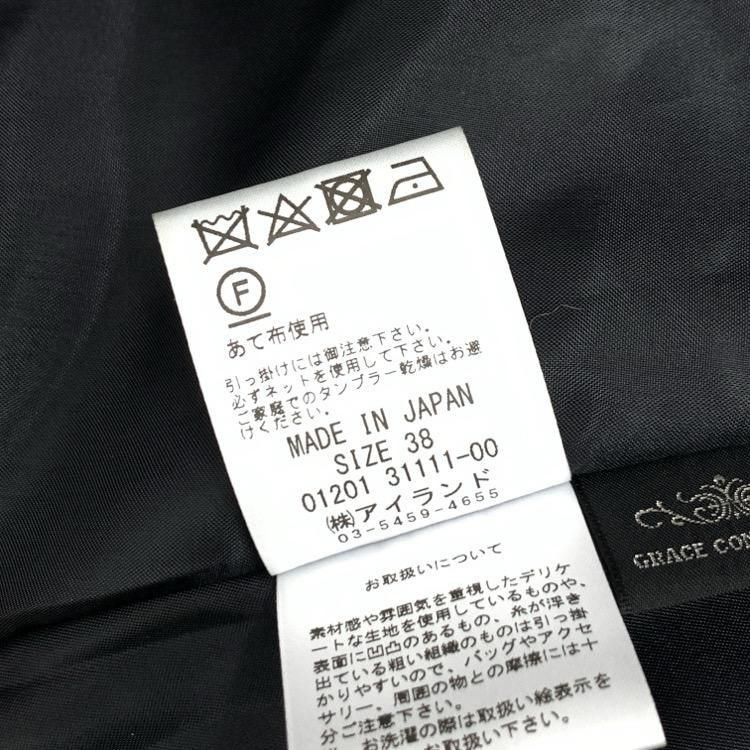 F
あて布使用
引っ掛けには御注意下さい。
必ずネットを使用して下さい。
ご家庭でのタンブラー乾燥はお避
けください。
MADE IN JAPAN
SIZE 38
01201 31111-00
㈱アイランド
03-5459-4655
お取扱いについて
素材感や雰囲気を重視したデリケ
ートな生地を使用しているものや、
表面に凹凸のあるもの、糸が浮き
出ている粗い組織のものは引っ掛
かりやすいので、バッグやアクセ
サリー、周囲の物との摩擦には十
分ご注意下さい。
お洗濯の際は取り扱い絵表示を
お取扱い下さい。
GRACE CON